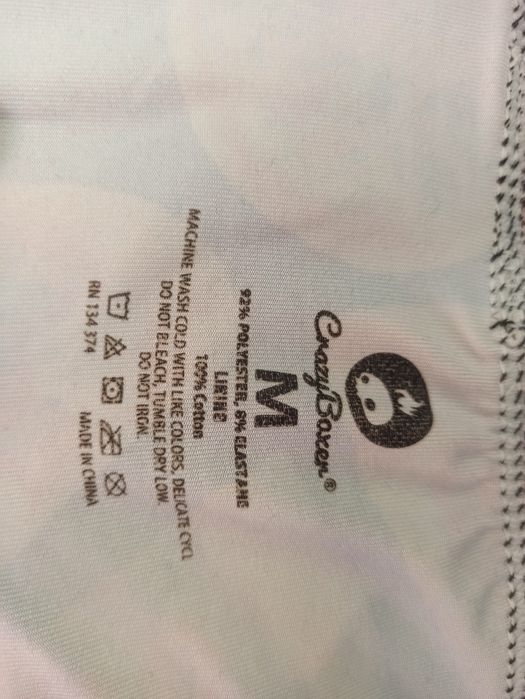 CrazyBoxer®
M
92% POLYESTER, 8% ELASTANE
LINING
100% Cotton
MACHINE WASH COLD WITH LIKE COLORS, DELICATE CYCL
DO NOT BLEACH, TUMBLE DRY LOW.
DO NOT IRON.
RN 134 374 MADE IN CHINA